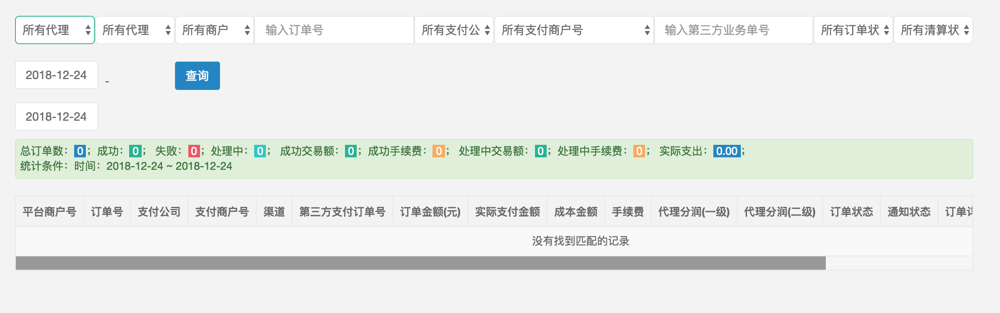 所有代理 所有代理 所有商户 输入订单号 所有支付公 所有支付商户号 输入第三方业务单号 所有订单状 所有清算状
2018-12-24 - 查询
2018-12-24
总订单数：0；成功：0； 失败：0；处理中：0； 成功交易额：0；成功手续费：0； 处理中交易额：0；处理中手续费：0； 实际支出：0.00；
统计条件：时间：2018-12-24 ~ 2018-12-24
平台商户号 订单号 支付公司 支付商户号 渠道 第三方支付订单号 订单金额(元) 实际支付金额 成本金额 手续费 代理分润(一级) 代理分润(二级) 订单状态 通知状态 订单
没有找到匹配的记录